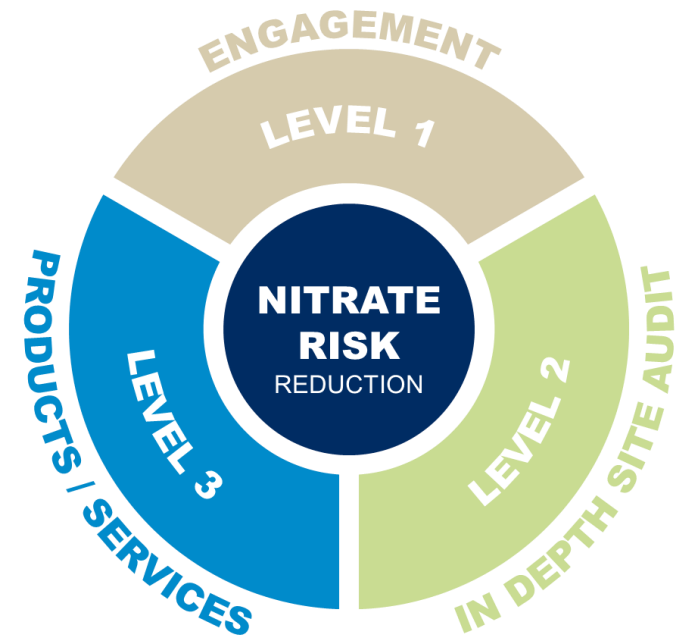 ENGAGEMENT
LEVEL 1
NITRATE
RISK
REDUCTION
LEVEL 2
IN DEPTH SITE AUDIT
LEVEL 3
PRODUCTS / SERVICES